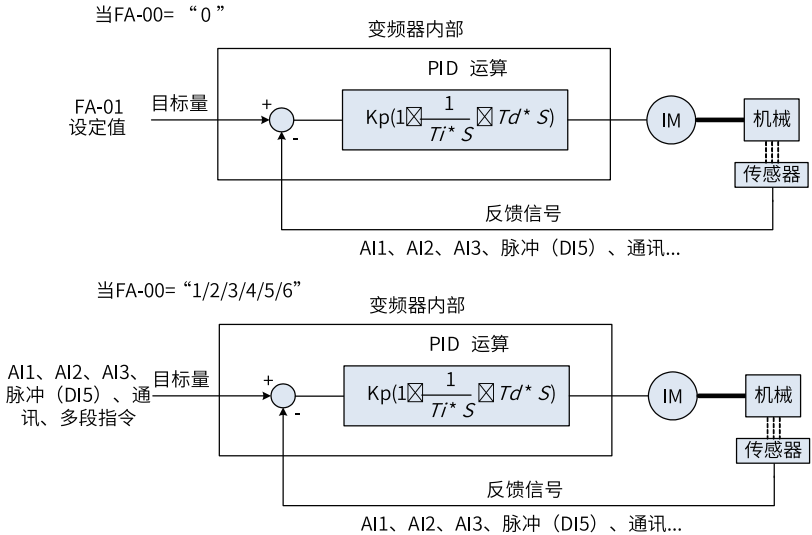 当FA-00= “0 ”
变频器内部
PID 运算
FA-01
设定值
目标量
+
-
Kp(1☒ 1/Ti* S ☒ Td* S)
IM
机械
传感器
反馈信号
AI1、AI2、AI3、脉冲（DI5）、通讯...
当FA-00= “1/2/3/4/5/6”
变频器内部
PID 运算
AI1、AI2、AI3、
脉冲（DI5）、通
讯、多段指令
目标量
+
-
Kp(1☒ 1/Ti* S ☒ Td* S)
IM
机械
传感器
反馈信号
AI1、AI2、AI3、脉冲（DI5）、通讯...